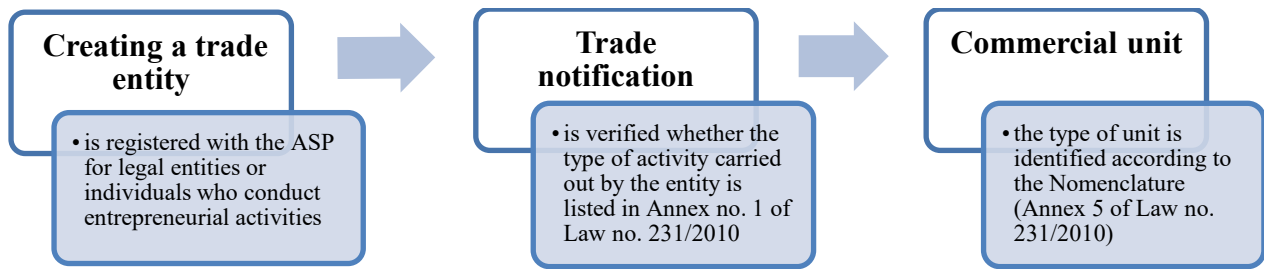 Creating a trade
entity
• is registered with the ASP
for legal entities or
individuals who conduct
entrepreneurial activities
Trade
notification
• is verified whether the
type of activity carried
out by the entity is
listed in Annex no. 1 of
Law no. 231/2010
Commercial unit
• the type of unit is
identified according to
the Nomenclature
(Annex 5 of Law no.
231/2010)